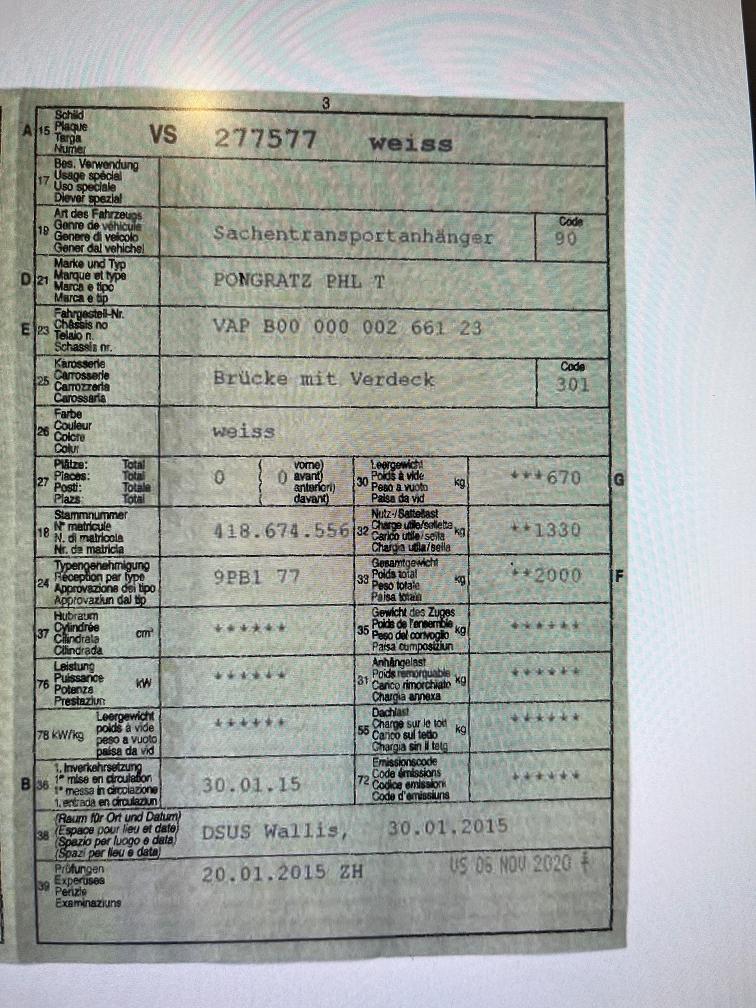 3
A 15 Schild Plaque Targa Numer VS 277577 weiss
17 Bes. Verwendung Usage spécial Uso speciale Diever spezial
19 Art des Fahrzeugs Genre de véhicule Genere di veicolo Gener dal vehichel Sachentransportanhänger Code 90
D 21 Marke und Typ Marque et type Marca e tipo Marca e tip PONGRATZ PHL T
E 23 Fahrgestell-Nr. Châssis no Telaio n. Schassis nr. VAP B00 000 002 661 23
25 Karosserie Carrosserie Carrozzeria Carossaria Brücke mit Verdeck Code 301
26 Farbe Couleur Colore Colur weiss
27 Plätze: Total Places: Total Posti: Totale Plazs: Total 0 ( 0 vorne) avant) anteriori) davant) 30 Leergewicht Poids à vide Peso a vuoto Paisa da vid kg ***670 G
18 Stammnummer N° matricule N. di matricola Nr. da matricla 418.674.556 32 Nutz-/Sattellast Charge utile/sellette Carico utile/sella Chargia utila/sella kg **1330
24 Typengenehmigung Réception par type Approvazione del tipo Approvaziun dal tip 9PB1 77 33 Gesamtgewicht Poids total Peso totale Paisa totala kg **2000 F
37 Hubraum Cylindrée Cilindrata Cilindrada cm³ ****** 35 Gewicht des Zuges Poids de l'ensemble Peso del convoglio Paisa cumposiziun kg ******
76 Leistung Puissance Potenza Prestaziun kW ****** 31 Anhängelast Poids remorquable Carico rimorchiato Chargia annexa kg ******
78 kW/kg Leergewicht poids à vide peso a vuoto paisa da vid ****** 55 Dachlast Charge sur le toit Carico sul tetto Chargia sin il tetg kg ******
B 36 1. Inverkehrsetzung 1re mise en circulation 1a messa in circolazione 1. entrada en circulaziun 30.01.15 72 Emissionscode Code émissions Codice emissioni Code d'emissiuns ******
38 (Raum für Ort und Datum) (Espace pour lieu et date) (Spazio per luogo e data) (Spazi per lieu e data) DSUS Wallis, 30.01.2015
39 Prüfungen Expertises Perizie Examinaziuns 20.01.2015 ZH VS 06 NOV 2020